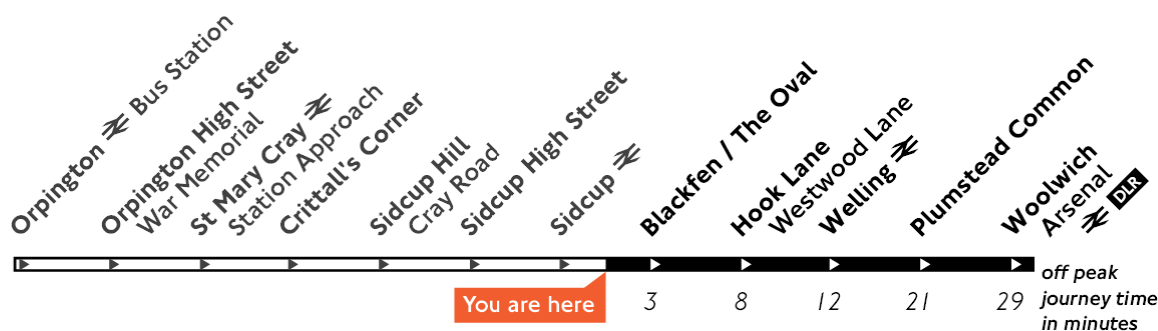 Orpington Bus Station
Orpington High Street
War Memorial
St Mary Cray
Station Approach
Crittall's Corner
Sidcup Hill
Cray Road
Sidcup High Street
Sidcup
Blackfen / The Oval
Hook Lane
Westwood Lane
Welling
Plumstead Common
Woolwich
Arsenal
DLR
You are here
3 8 12 21 29
off peak
journey time
in minutes